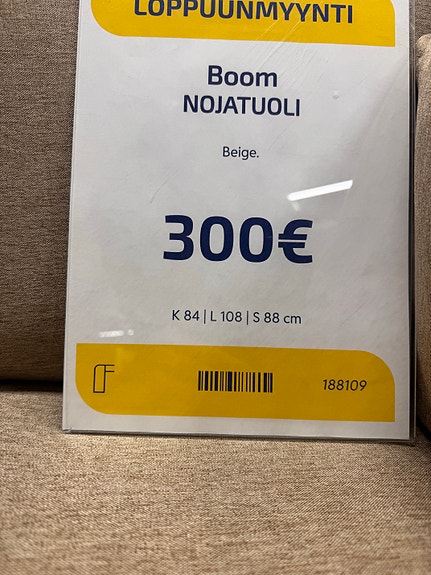 LOPPUUNMYYNTI
Boom
NOJATUOLI
Beige.
300€
K 84 | L 108 | S 88 cm
188109